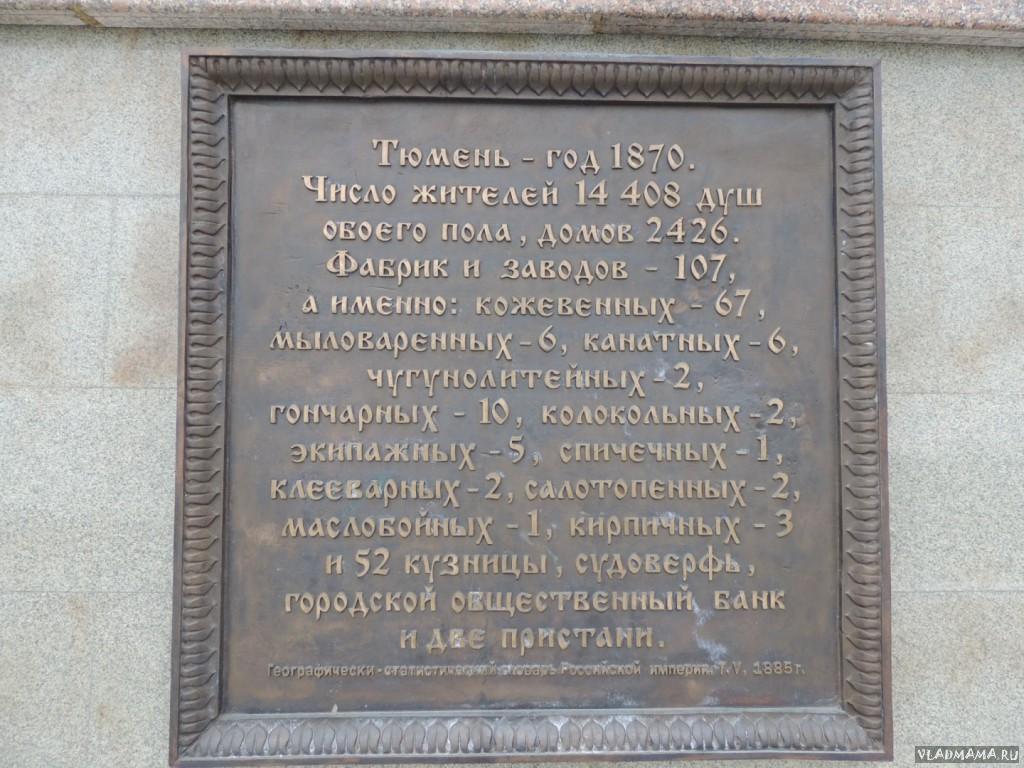 Тюмень - год 1870.
Число жителей 14 408 душ
обоего пола, домов 2426.
Фабрик и заводов - 107,
а именно: кожевенных - 67,
мыловаренных - 6, канатных - 6,
чугунолитейных - 2,
гончарных - 10, колокольных - 2,
экипажных - 5, спичечных - 1,
клееварных - 2, салотопенных - 2,
маслобойных - 1, кирпичных - 3
и 52 кузницы, судоверфь,
городской общественный банк
и две пристани.
Географически-статистический словарь Российской империи. Т.V, 1885г.
VLADMAMA.RU